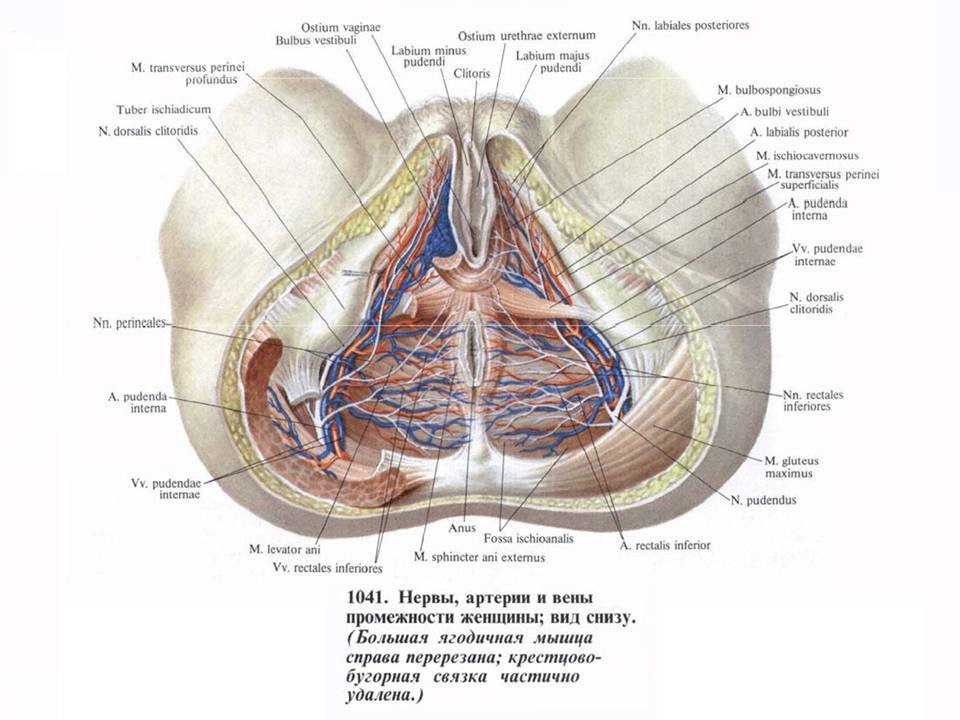 Ostium vaginae
Bulbus vestibuli
Labium minus
pudendi
Clitoris
Ostium urethrae externum
Labium majus
pudendi
Nn. labiales posteriores
M. transversus perinei
profundus
Tuber ischiadicum
N. dorsalis clitoridis
M. bulbospongiosus
A. bulbi vestibuli
A. labialis posterior
M. ischiocavernosus
M. transversus perinei
superficialis
A. pudenda
interna
Vv. pudendae
internae
N. dorsalis
clitoridis
Nn. perineales
A. pudenda
interna
Vv. pudendae
internae
Nn. rectales
inferiores
M. gluteus
maximus
N. pudendus
M. levator ani
Vv. rectales inferiores
Anus
M. sphincter ani externus
Fossa ischioanalis
A. rectalis inferior
1041. Нервы, артерии и вены
промежности женщины; вид снизу.
(Большая ягодичная мышца
справа перерезана; крестцово-
бугорная связка частично
удалена.)